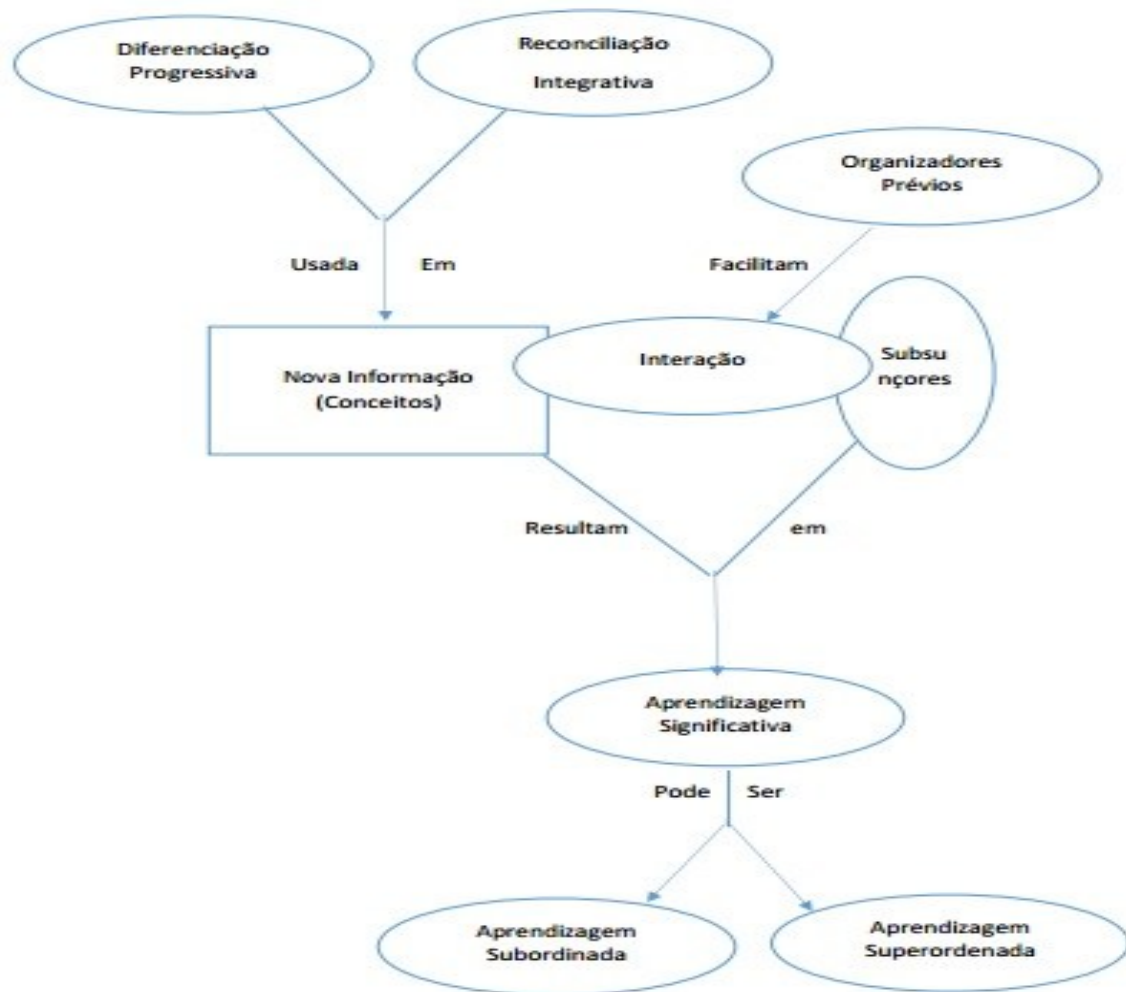 Diferenciação
Progressiva
Reconciliação
Integrativa
Organizadores
Prévios
Usada Em
Facilitam
Nova Informação
(Conceitos)
Interação
Subsu
nçores
Resultam em
Aprendizagem
Significativa
Pode Ser
Aprendizagem
Subordinada
Aprendizagem
Superordenada